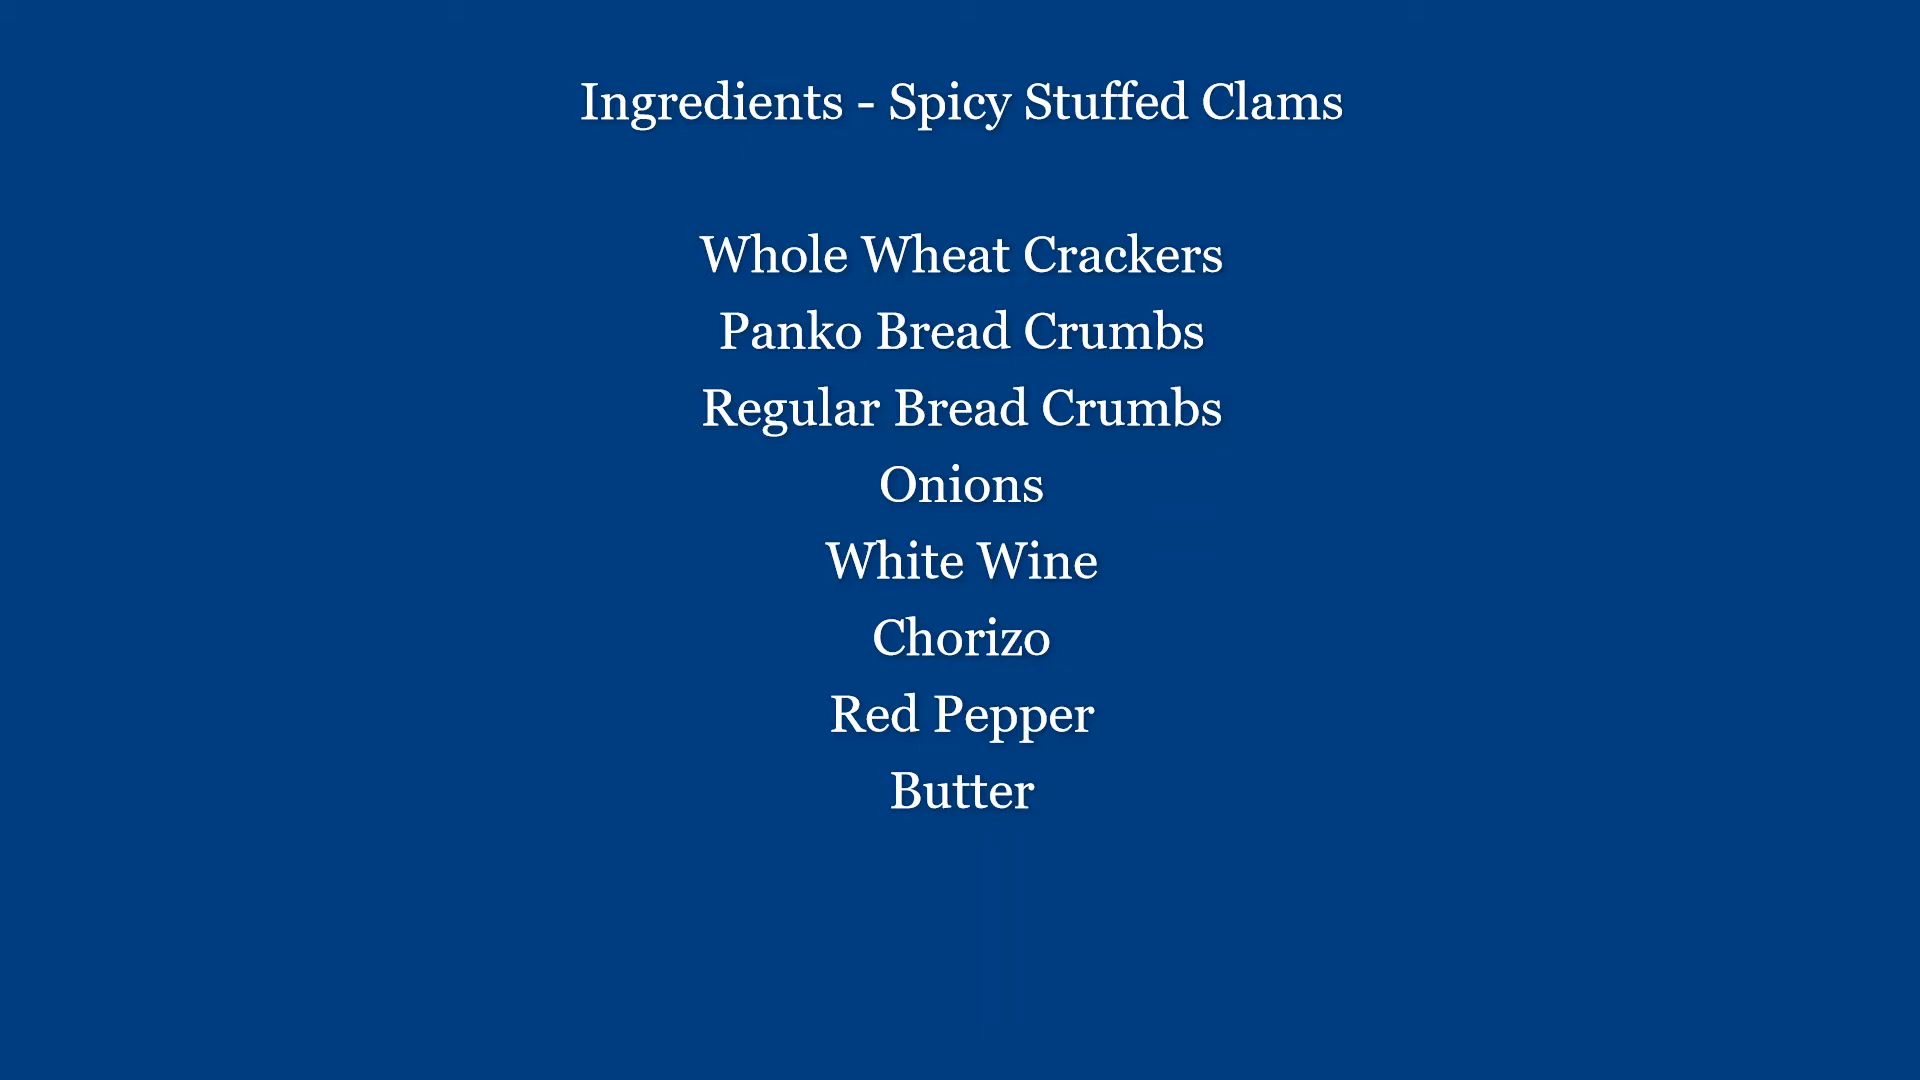 Ingredients - Spicy Stuffed Clams
Whole Wheat Crackers
Panko Bread Crumbs
Regular Bread Crumbs
Onions
White Wine
Chorizo
Red Pepper
Butter